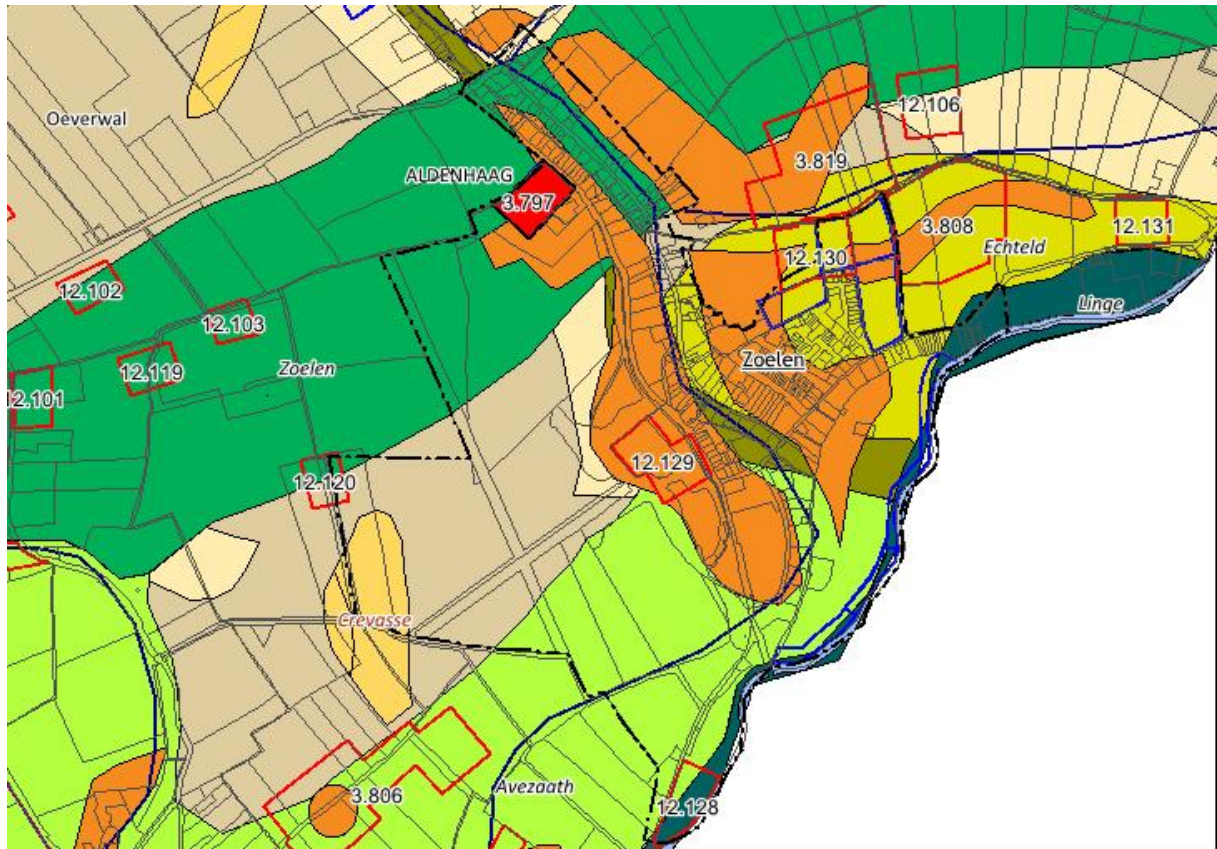 12.106
Oeverwal
3.819
ALDENHAAG
3.797
3.808
12.131
Echteld
12.130
12.102
Linge
12.103
Zoelen
12.119
Zoelen
12.101
12.129
12.120
Crevasse
Avezaath
3.806
12.128